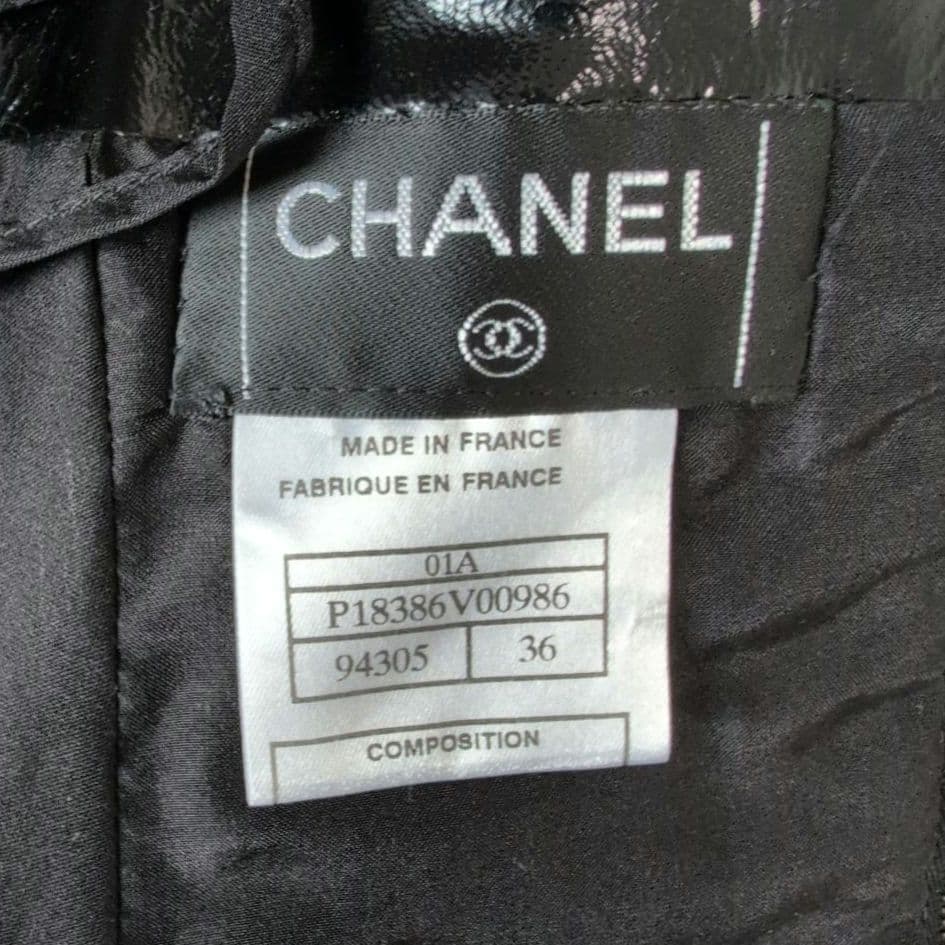 CHANEL
MADE IN FRANCE
FABRIQUE EN FRANCE
01A
P18386V00986
94305 36
COMPOSITION